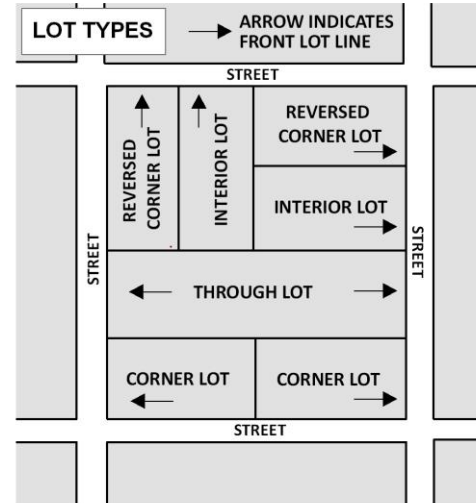 LOT TYPES
ARROW INDICATES
FRONT LOT LINE
STREET
REVERSED
CORNER LOT
INTERIOR LOT
REVERSED
CORNER LOT
INTERIOR LOT
STREET
STREET
THROUGH LOT
CORNER LOT
CORNER LOT
STREET